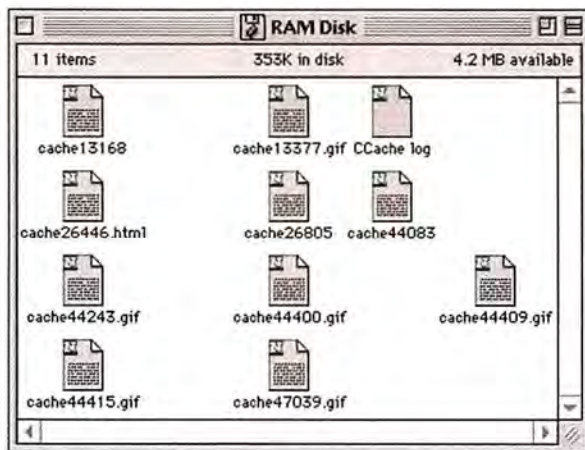 RAM Disk
11 items 353K in disk 4.2 MB available
cache13168 cache13377.gif CCache log
cache26446.html cache26805 cache44083
cache44243.gif cache44400.gif cache44409.gif
cache44415.gif cache47039.gif